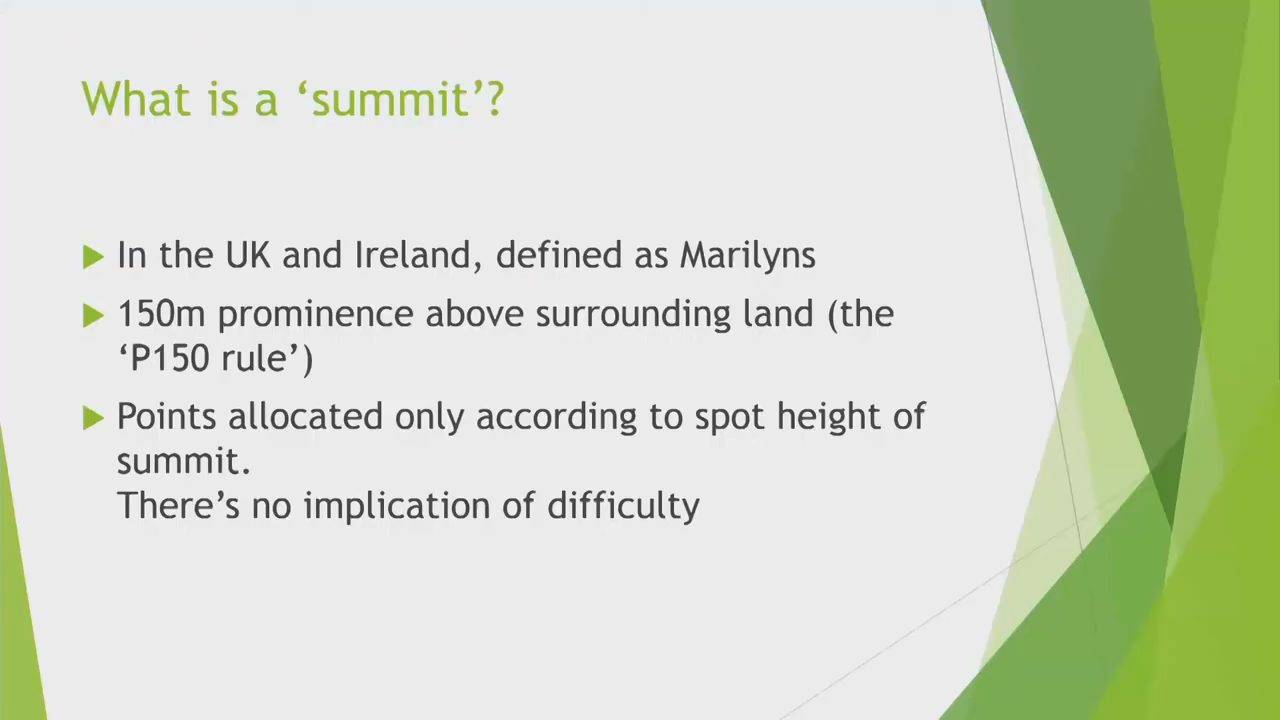 What is a ‘summit’?
In the UK and Ireland, defined as Marilyns
150m prominence above surrounding land (the
‘P150 rule’)
Points allocated only according to spot height of
summit.
There’s no implication of difficulty